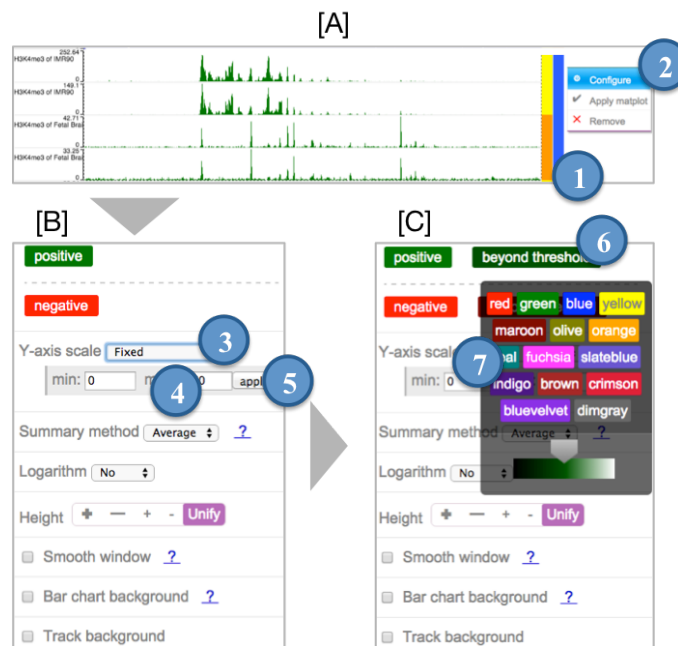 [A]
252.64
H3K4me3 of IMR90
0
149.1
H3K4me3 of IMR90
0
42.71
H3K4me3 of Fetal Brai
0
33.25
H3K4me3 of Fetal Brai
0
Configure
Apply matplot
Remove
2
1
[B]
positive
negative
Y-axis scale Fixed
3
min: 0
0
appl
4
5
Summary method Average ?
Logarithm No
Height + — + - Unify
Smooth window ?
Bar chart background ?
Track background
[C]
positive beyond threshold
6
negative
red green blue yellow
maroon olive orange
Y-axis scale
7
fuchsia slateblue
min: 0
indigo brown crimson
bluevelvet dimgray
Summary method Average ?
Logarithm No
Height + — + - Unify
Smooth window ?
Bar chart background ?
Track background